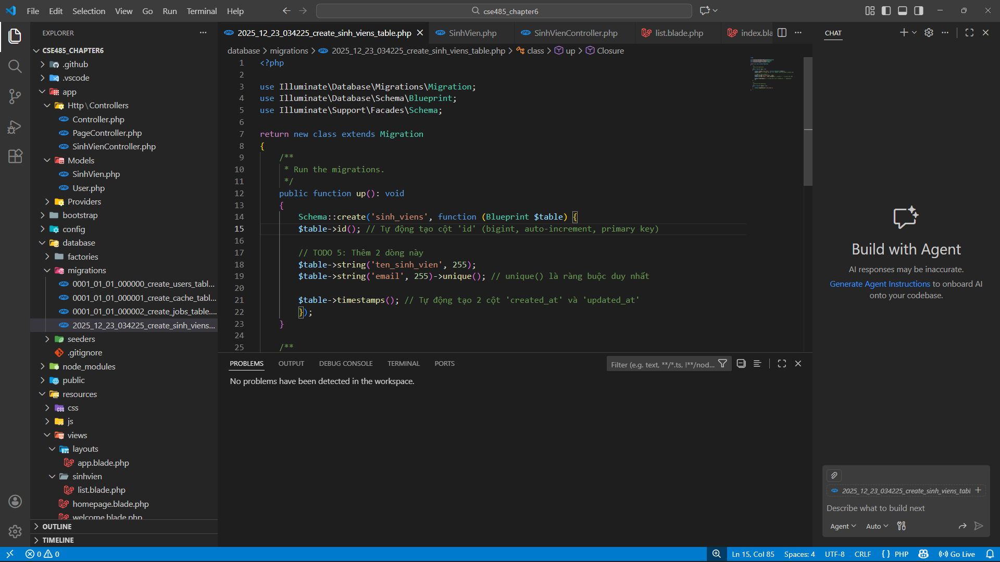 File Edit Selection View Go Run Terminal Help
cse485_chapter6
EXPLORER
CSE485_CHAPTER6
.github
.vscode
app
Http\Controllers
Controller.php
PageController.php
SinhVienController.php
Models
SinhVien.php
User.php
Providers
bootstrap
config
database
factories
migrations
0001_01_01_000000_create_users_tabl...
0001_01_01_000001_create_cache_tabl...
0001_01_01_000002_create_jobs_table....
2025_12_23_034225_create_sinh_viens...
seeders
.gitignore
node_modules
public
resources
css
js
views
layouts
app.blade.php
sinhvien
list.blade.php
homepage.blade.php
welcome.blade.php
OUTLINE
TIMELINE
2025_12_23_034225_create_sinh_viens_table.php SinhVien.php SinhVienController.php list.blade.php index.bla
database > migrations > 2025_12_23_034225_create_sinh_viens_table.php > class > up > Closure
1 <?php
2
3 use Illuminate\Database\Migrations\Migration;
4 use Illuminate\Database\Schema\Blueprint;
5 use Illuminate\Support\Facades\Schema;
6
7 return new class extends Migration
8 {
9 /**
10 * Run the migrations.
11 */
12 public function up(): void
13 {
14 Schema::create('sinh_viens', function (Blueprint $table) {
15 $table->id(); // Tự động tạo cột 'id' (bigint, auto-increment, primary key)
16
17 // TODO 5: Thêm 2 dòng này
18 $table->string('ten_sinh_vien', 255);
19 $table->string('email', 255)->unique(); // unique() là ràng buộc duy nhất
20
21 $table->timestamps(); // Tự động tạo 2 cột 'created_at' và 'updated_at'
22 });
23 }
24
25 /**
PROBLEMS OUTPUT DEBUG CONSOLE TERMINAL PORTS
Filter (e.g. text, **/*.ts, !**/nod...
No problems have been detected in the workspace.
CHAT
Build with Agent
AI responses may be inaccurate.
Generate Agent Instructions to onboard AI
onto your codebase.
2025_12_23_034225_create_sinh_viens_tabl
Describe what to build next
Agent Auto
0 0
Ln 15, Col 85 Spaces: 4 UTF-8 CRLF { } PHP Go Live